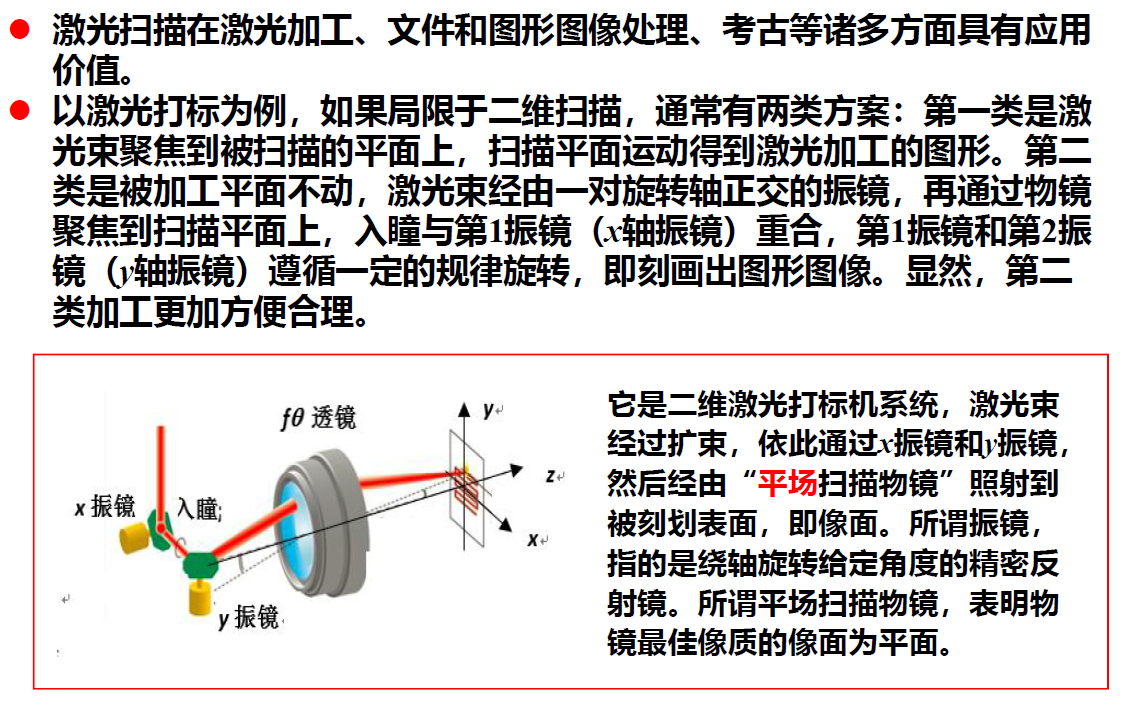 激光扫描在激光加工、文件和图形图像处理、考古等诸多方面具有应用
价值。
以激光打标为例，如果局限于二维扫描，通常有两类方案：第一类是激
光束聚焦到被扫描的平面上，扫描平面运动得到激光加工的图形。第二
类是被加工平面不动，激光束经由一对旋转轴正交的振镜，再通过物镜
聚焦到扫描平面上，入瞳与第1振镜（x轴振镜）重合，第1振镜和第2振
镜（y轴振镜）遵循一定的规律旋转，即刻画出图形图像。显然，第二
类加工更加方便合理。
fθ 透镜
y
z
x
x 振镜
入瞳;
y 振镜
它是二维激光打标机系统，激光束
经过扩束，依此通过x振镜和y振镜，
然后经由“平场扫描物镜”照射到
被刻划表面，即像面。所谓振镜，
指的是绕轴旋转给定角度的精密反
射镜。所谓平场扫描物镜，表明物
镜最佳像质的像面为平面。